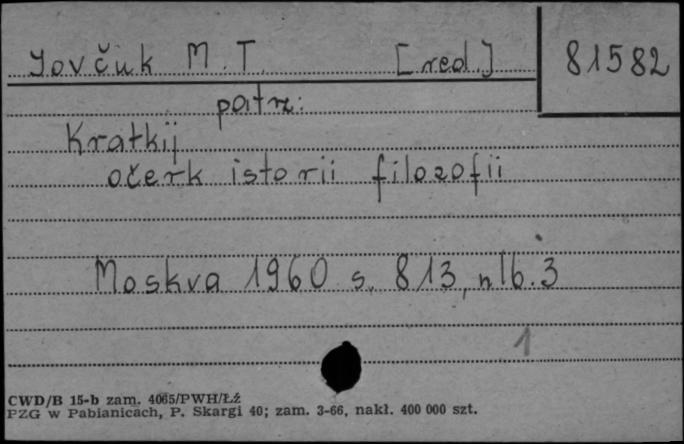 Jovčuk M. T. [red.] 81582
patrz:
Kratkij
očerk istorii filozofii
Moskva 1960 s. 813, nlb. 3
1
CWD/B 15-b zam. 4065/PWH/Łź
PZG w Pabianicach, P. Skargi 40; zam. 3-66, nakł. 400 000 szt.